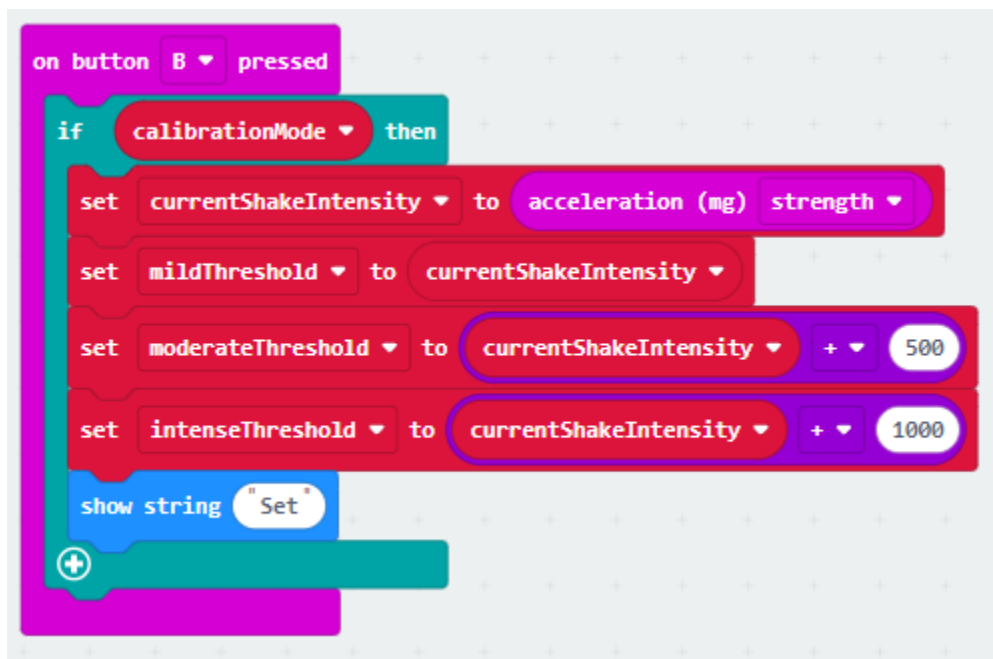 on button B pressed
if calibrationMode then
set currentShakeIntensity to acceleration (mg) strength
set mildThreshold to currentShakeIntensity
set moderateThreshold to currentShakeIntensity + 500
set intenseThreshold to currentShakeIntensity + 1000
show string "Set"